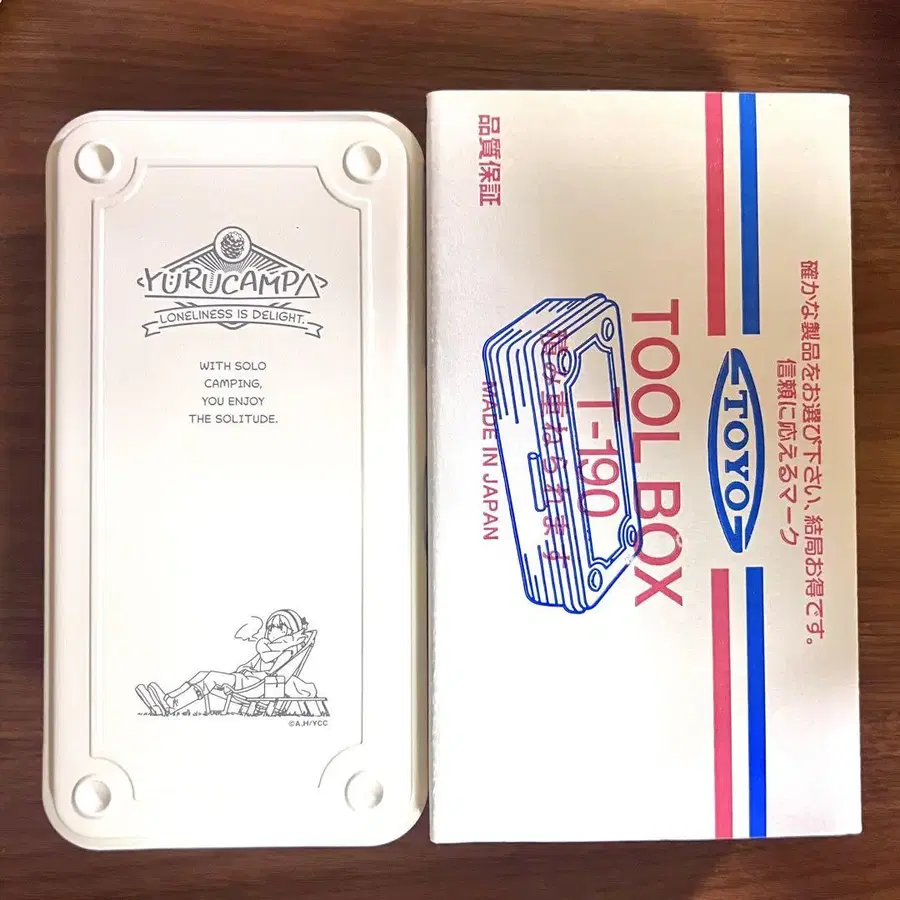 YURUCAMPΔ
LONELINESS IS DELIGHT.
WITH SOLO
CAMPING,
YOU ENJOY
THE SOLITUDE.
©A,H/YCC
品質保証
確かな製品をお選び下さい、結局お得です。
信頼に応えるマーク
TOYO
TOOL BOX
T-190
積み重ねられます
MADE IN JAPAN